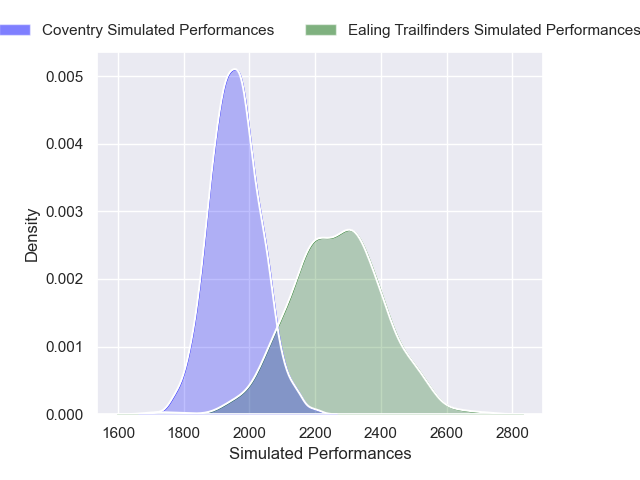 Coventry Simulated Performances
Ealing Trailfinders Simulated Performances
0.005
0.004
0.003
0.002
0.001
0.000
Density
1600 1800 2000 2200 2400 2600 2800
Simulated Performances